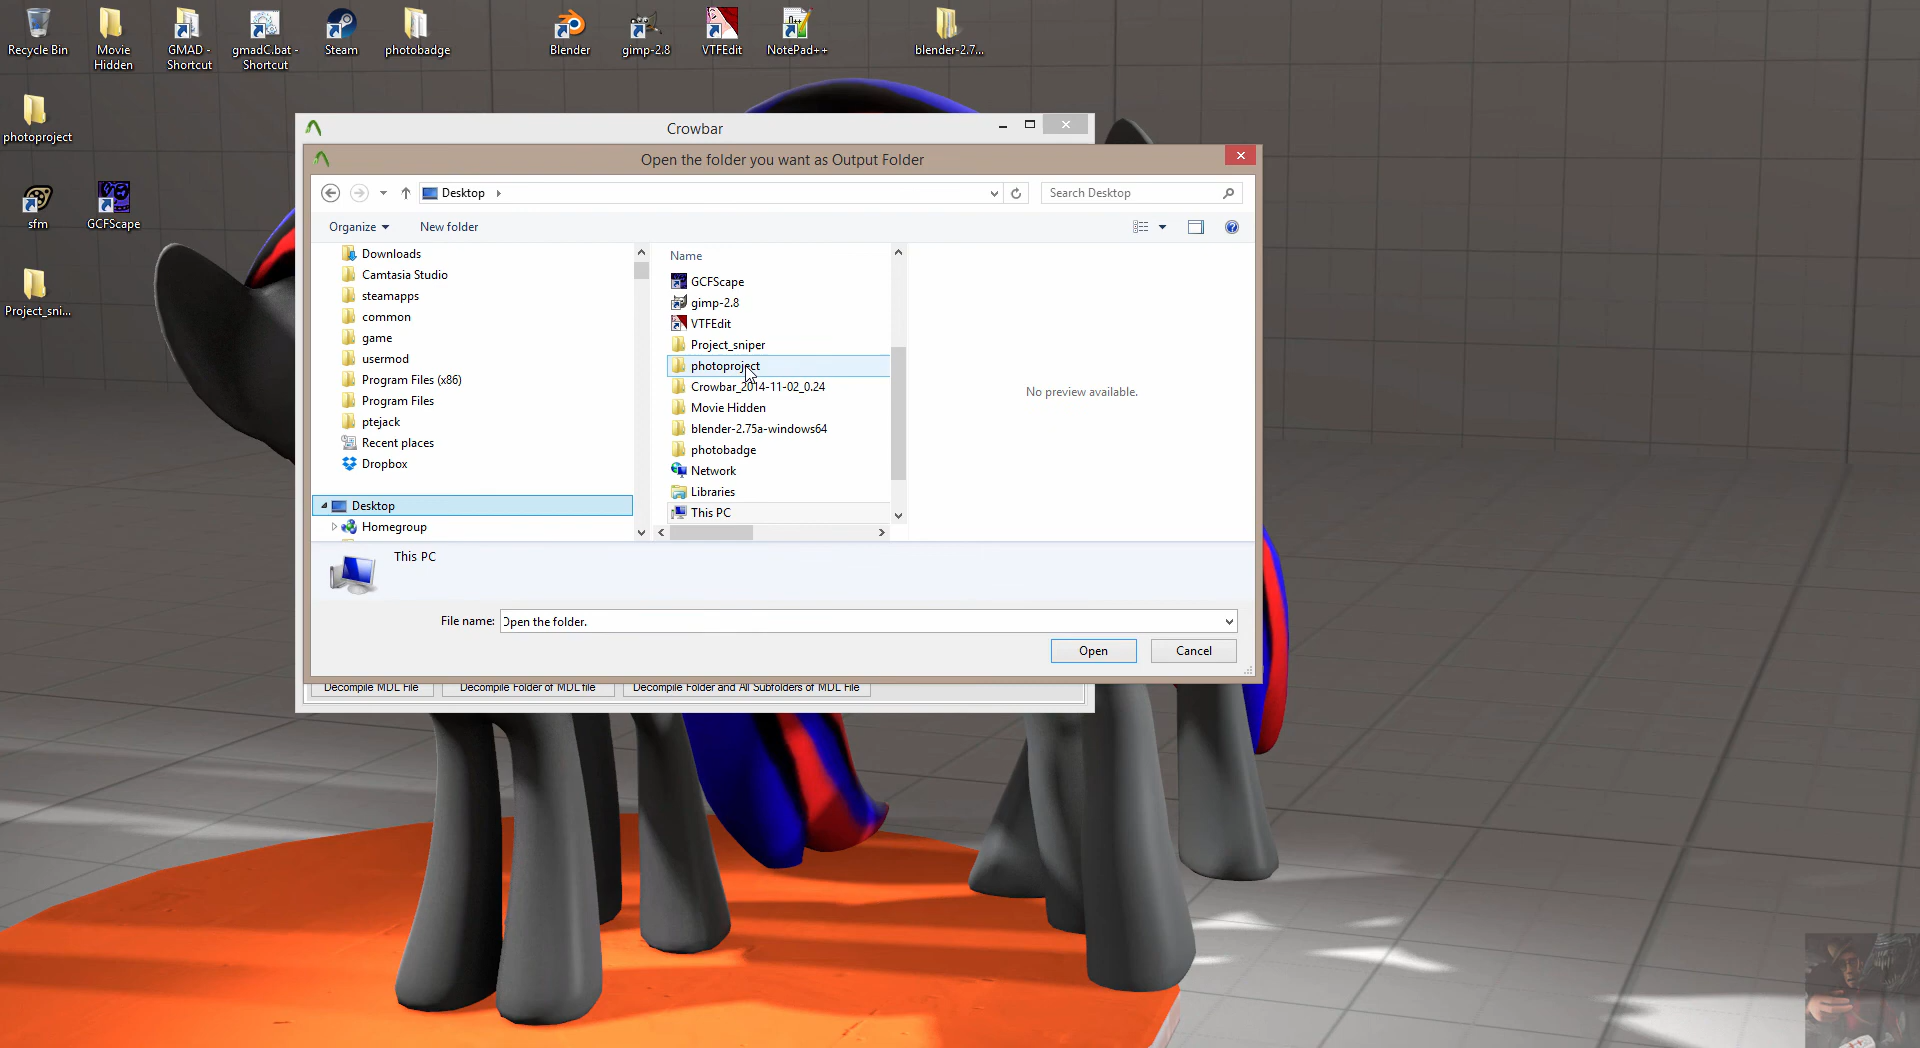 Recycle Bin
Movie
Hidden
GMAD -
Shortcut
gmadC.bat -
Shortcut
Steam
photobadge
Blender
gimp-2.8
VTFEdit
NotePad++
blender-2.7...
photoproject
sfm
GCFScape
Project_sni...
Crowbar
Open the folder you want as Output Folder
Desktop
Search Desktop
Organize
New folder
Downloads
Camtasia Studio
steamapps
common
game
usermod
Program Files (x86)
Program Files
ptejack
Recent places
Dropbox
Desktop
Homegroup
Name
GCFScape
gimp-2.8
VTFEdit
Project_sniper
photoproject
Crowbar_2014-11-02_0.24
Movie Hidden
blender-2.75a-windows64
photobadge
Network
Libraries
This PC
No preview available.
This PC
File name:
Open the folder.
Open
Cancel
Decompile MDL File
Decompile Folder of MDL file
Decompile Folder and All Subfolders of MDL File